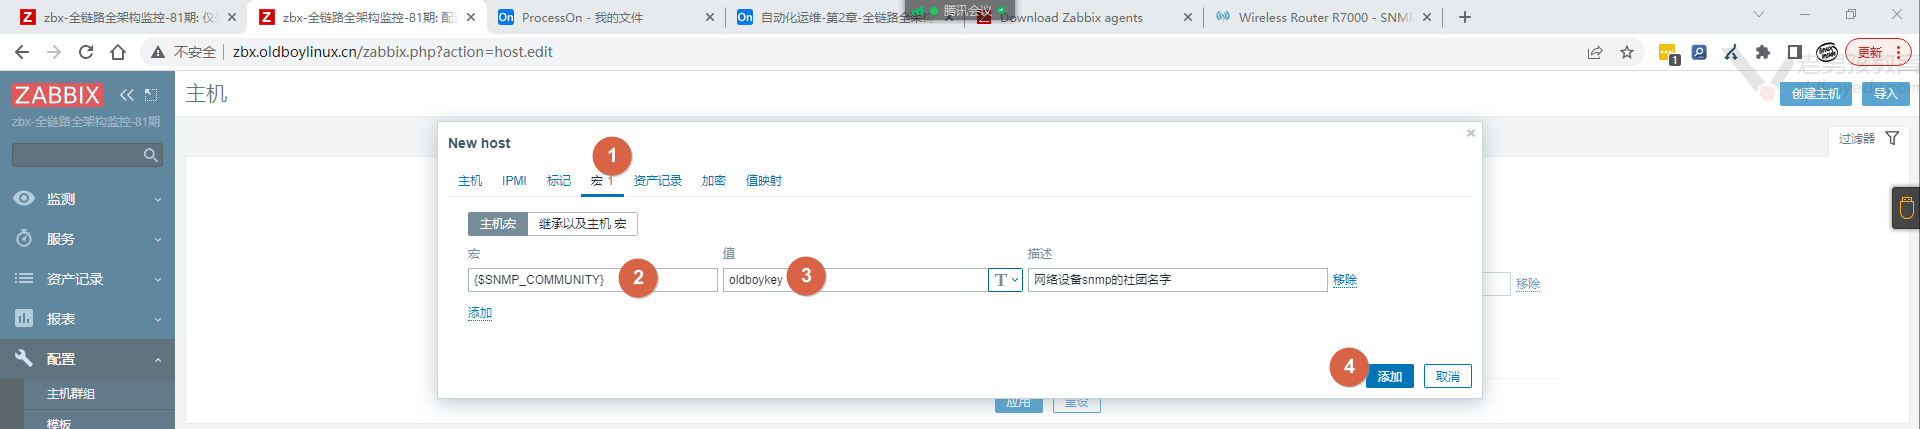 zbx-全链路全架构监控-81期: 仪
zbx-全链路全架构监控-81期: 配
ProcessOn - 我的文件
自动化运维-第2章-全链路全架
腾讯会议
Download Zabbix agents
Wireless Router R7000 - SNMP
不安全 | zbx.oldboylinux.cn/zabbix.php?action=host.edit
1
更新
老男孩教育
oldboyedu.com
ZABBIX
zbx-全链路全架构监控-81期
监测
服务
资产记录
报表
配置
主机群组
模板
主机
创建主机
导入
过滤器
New host
1
主机 IPMI 标记 宏 1 资产记录 加密 值映射
主机宏 继承以及主机 宏
宏 值 描述
{$SNMP_COMMUNITY} 2 oldboykey 3 T 网络设备snmp的社团名字 移除
移除
添加
4 添加 取消
应用 重设